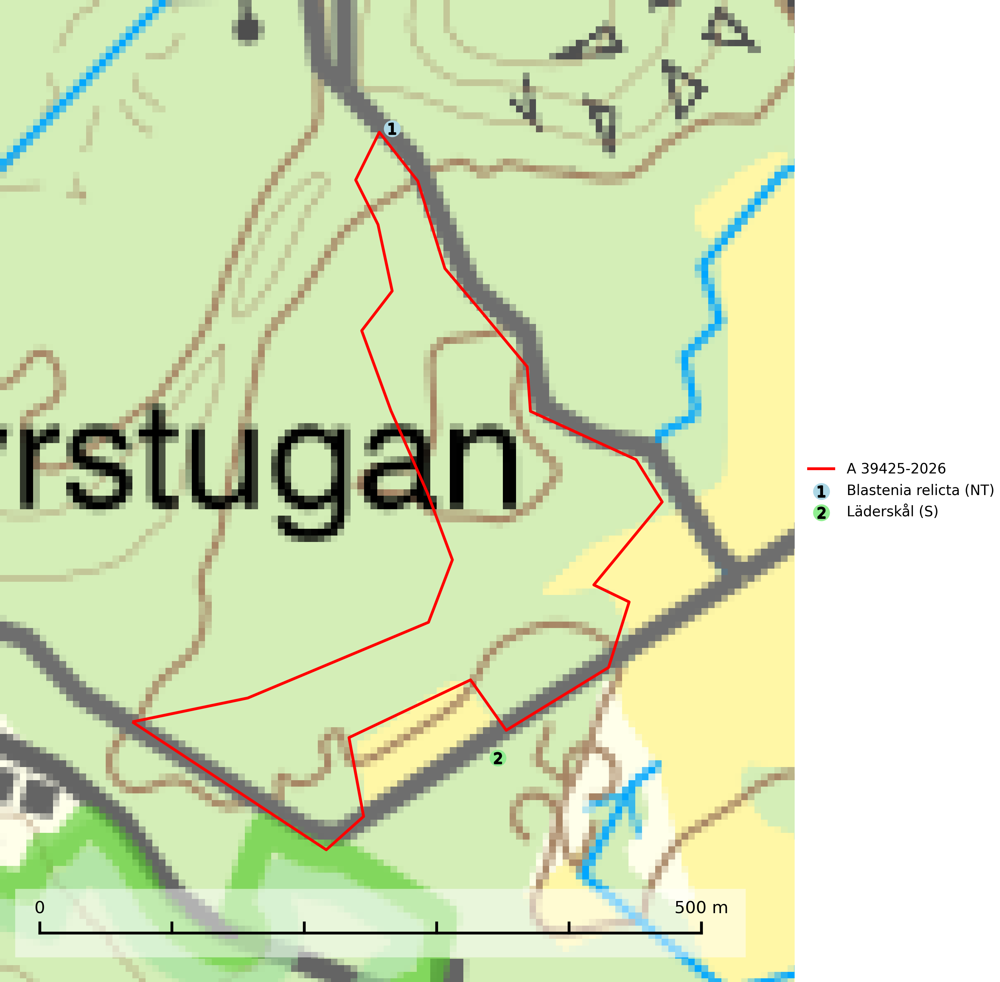 1
rstugan
2
0
500 m
A 39425-2026
1 Blastenia relicta (NT)
2 Läderskål (S)